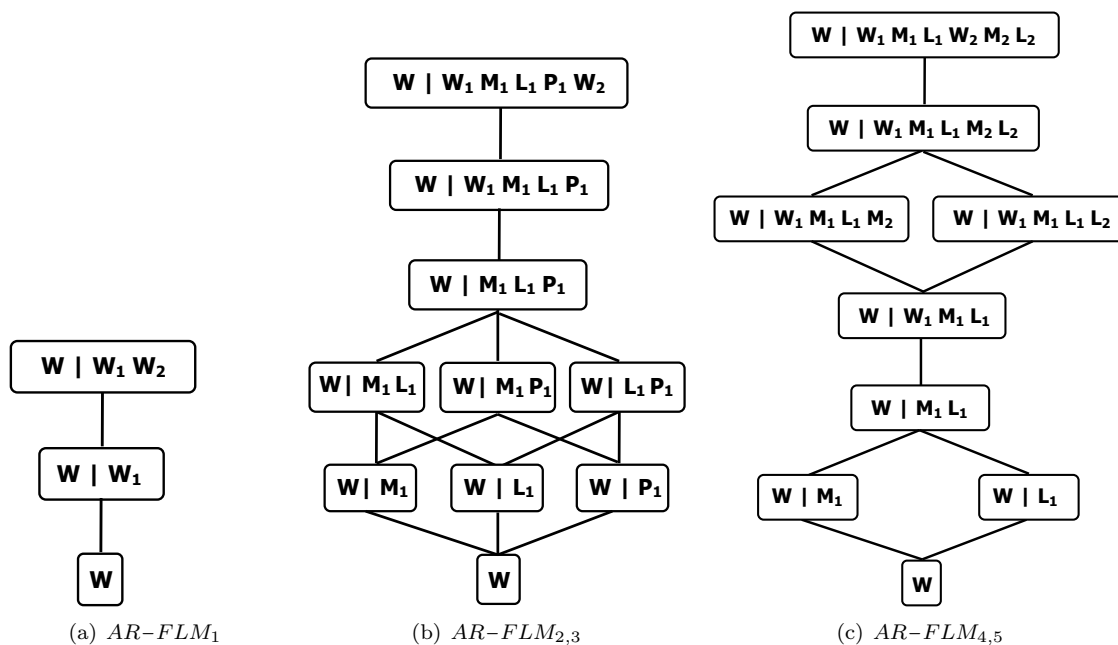 W | W₁ W₂
W | W₁
W
(a) AR–FLM₁
W | W₁ M₁ L₁ P₁ W₂
W | W₁ M₁ L₁ P₁
W | M₁ L₁ P₁
W| M₁ L₁
W| M₁ P₁
W| L₁ P₁
W| M₁
W | L₁
W | P₁
W
(b) AR–FLM₂,₃
W | W₁ M₁ L₁ W₂ M₂ L₂
W | W₁ M₁ L₁ M₂ L₂
W | W₁ M₁ L₁ M₂
W | W₁ M₁ L₁ L₂
W | W₁ M₁ L₁
W | M₁ L₁
W | M₁
W | L₁
W
(c) AR–FLM₄,₅